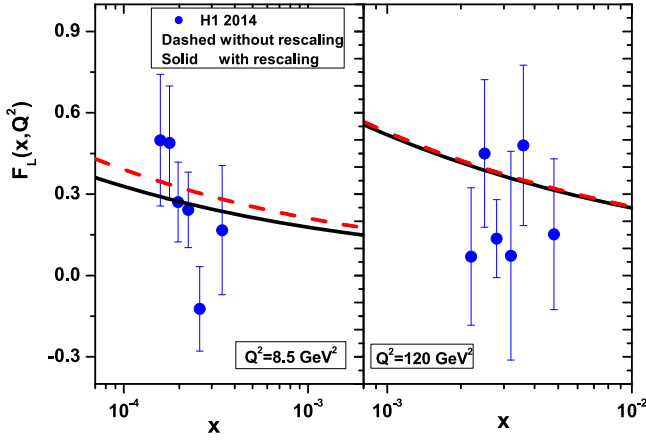 H1 2014
Dashed without rescaling
Solid with rescaling
F_L(x,Q^2)
0.9
0.6
0.3
0.0
-0.3
Q^2=8.5 GeV^2
Q^2=120 GeV^2
10^-4
10^-3
10^-3
10^-2
x
x